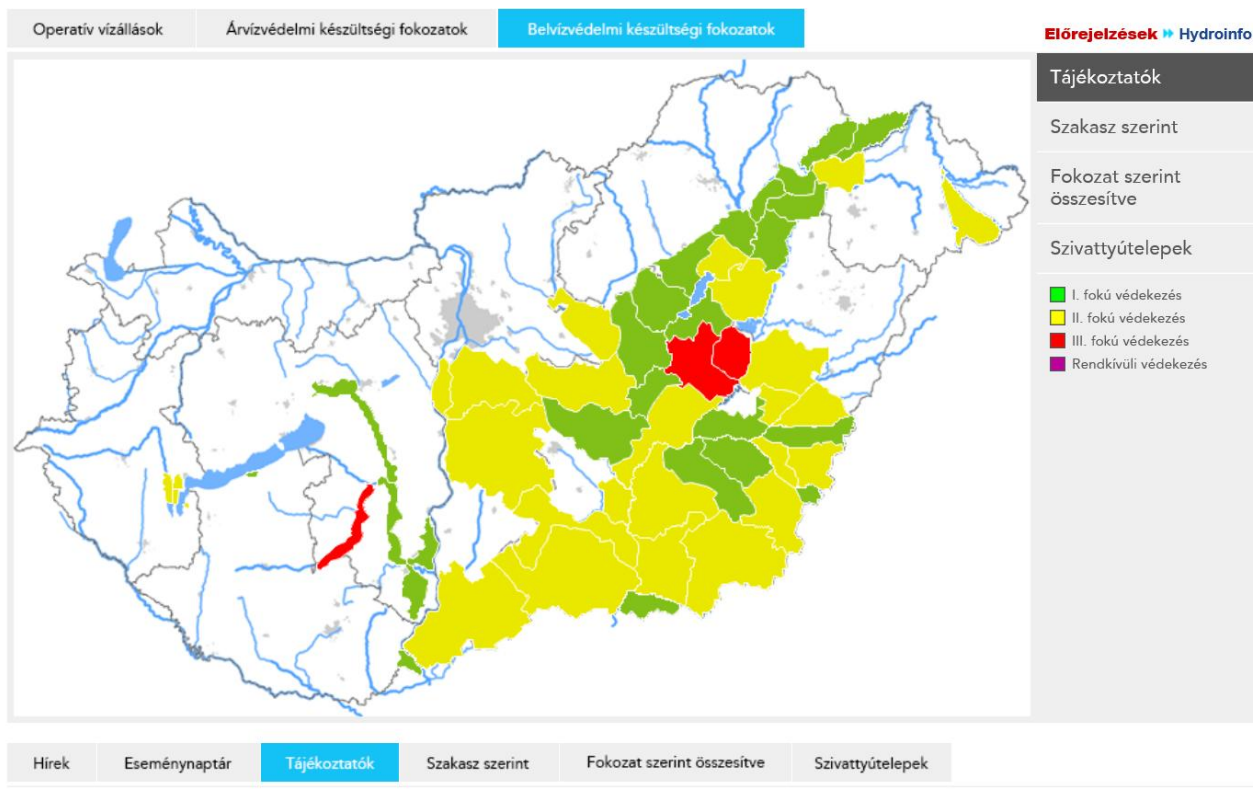 Operatív vízállások
Árvízvédelmi készültségi fokozatok
Belvízvédelmi készültségi fokozatok
Előrejelzések Hydroinfo
Tájékoztatók
Szakasz szerint
Fokozat szerint
összesítve
Szivattyútelepek
I. fokú védekezés
II. fokú védekezés
III. fokú védekezés
Rendkívüli védekezés
Hírek
Eseménynaptár
Tájékoztatók
Szakasz szerint
Fokozat szerint összesítve
Szivattyútelepek